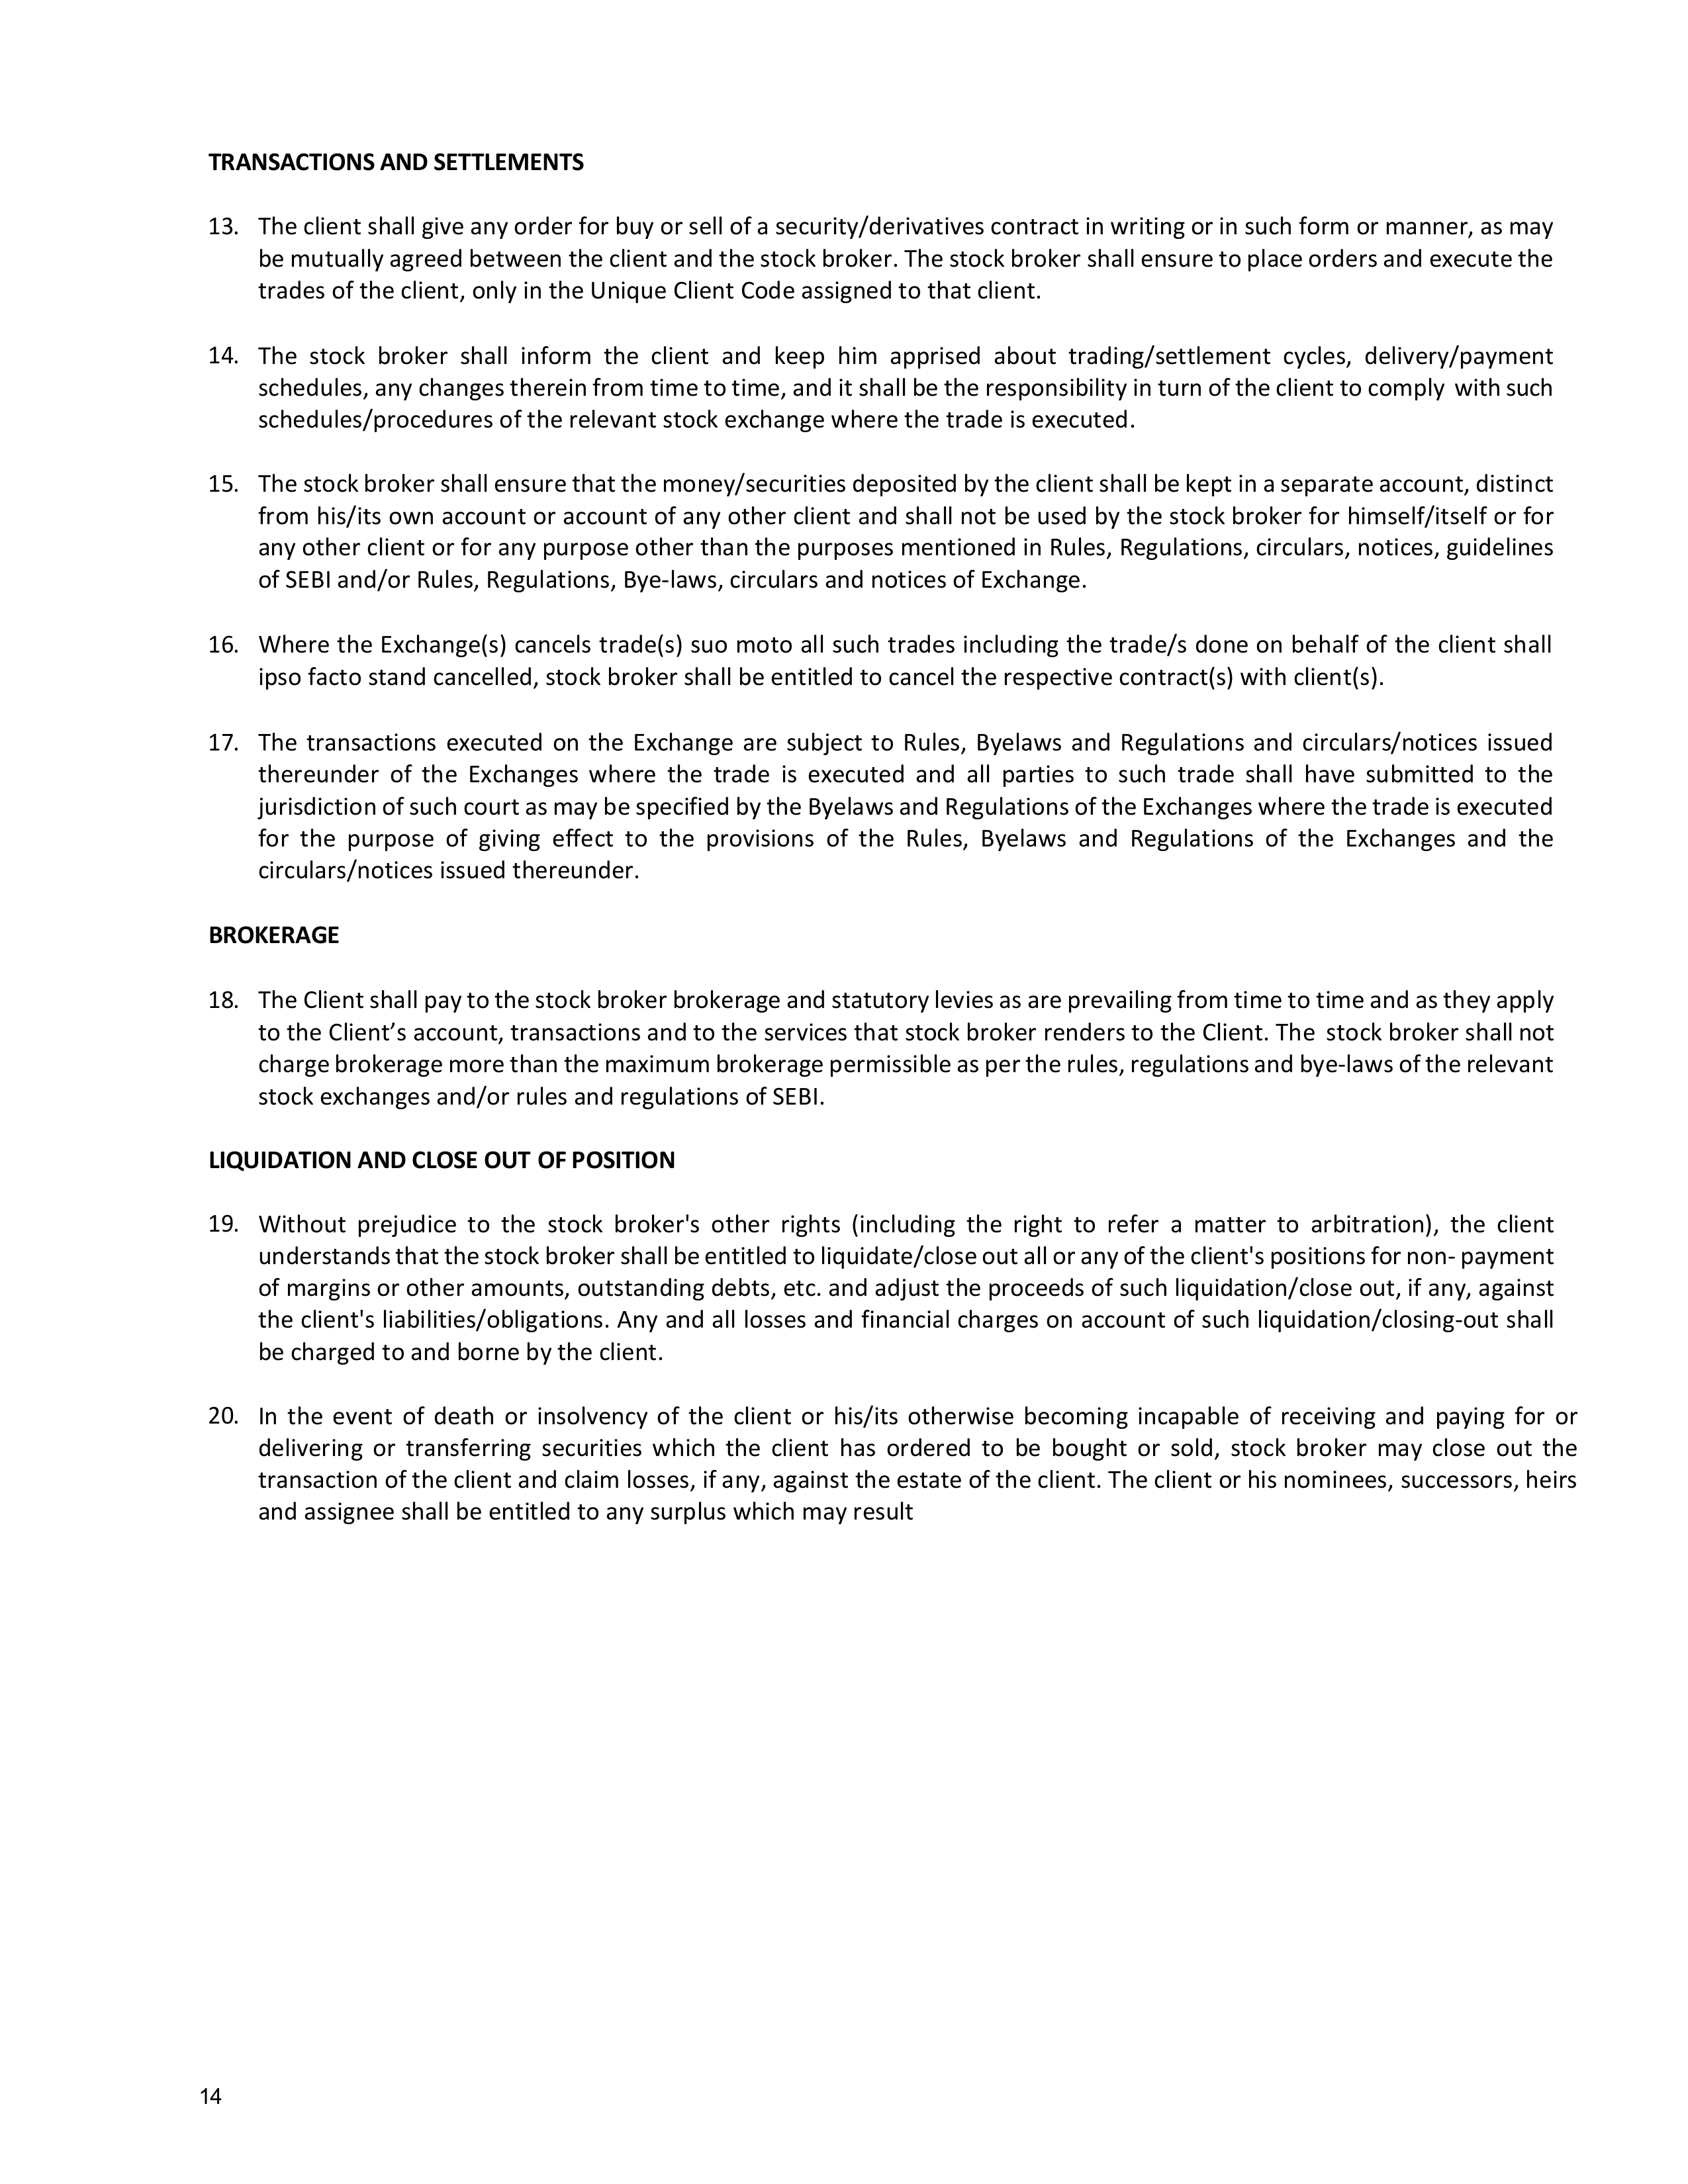 TRANSACTIONS AND SETTLEMENTS
13. The client shall give any order for buy or sell of a security/derivatives contract in writing or in such form or manner, as may
be mutually agreed between the client and the stock broker. The stock broker shall ensure to place orders and execute the
trades of the client, only in the Unique Client Code assigned to that client.
14. The stock broker shall inform the client and keep him apprised about trading/settlement cycles, delivery/payment
schedules, any changes therein from time to time, and it shall be the responsibility in turn of the client to comply with such
schedules/procedures of the relevant stock exchange where the trade is executed.
15. The stock broker shall ensure that the money/securities deposited by the client shall be kept in a separate account, distinct
from his/its own account or account of any other client and shall not be used by the stock broker for himself/itself or for
any other client or for any purpose other than the purposes mentioned in Rules, Regulations, circulars, notices, guidelines
of SEBI and/or Rules, Regulations, Bye-laws, circulars and notices of Exchange.
16. Where the Exchange(s) cancels trade(s) suo moto all such trades including the trade/s done on behalf of the client shall
ipso facto stand cancelled, stock broker shall be entitled to cancel the respective contract(s) with client(s).
17. The transactions executed on the Exchange are subject to Rules, Byelaws and Regulations and circulars/notices issued
thereunder of the Exchanges where the trade is executed and all parties to such trade shall have submitted to the
jurisdiction of such court as may be specified by the Byelaws and Regulations of the Exchanges where the trade is executed
for the purpose of giving effect to the provisions of the Rules, Byelaws and Regulations of the Exchanges and the
circulars/notices issued thereunder.
BROKERAGE
18. The Client shall pay to the stock broker brokerage and statutory levies as are prevailing from time to time and as they apply
to the Client’s account, transactions and to the services that stock broker renders to the Client. The stock broker shall not
charge brokerage more than the maximum brokerage permissible as per the rules, regulations and bye-laws of the relevant
stock exchanges and/or rules and regulations of SEBI.
LIQUIDATION AND CLOSE OUT OF POSITION
19. Without prejudice to the stock broker's other rights (including the right to refer a matter to arbitration), the client
understands that the stock broker shall be entitled to liquidate/close out all or any of the client's positions for non- payment
of margins or other amounts, outstanding debts, etc. and adjust the proceeds of such liquidation/close out, if any, against
the client's liabilities/obligations. Any and all losses and financial charges on account of such liquidation/closing-out shall
be charged to and borne by the client.
20. In the event of death or insolvency of the client or his/its otherwise becoming incapable of receiving and paying for or
delivering or transferring securities which the client has ordered to be bought or sold, stock broker may close out the
transaction of the client and claim losses, if any, against the estate of the client. The client or his nominees, successors, heirs
and assignee shall be entitled to any surplus which may result
14